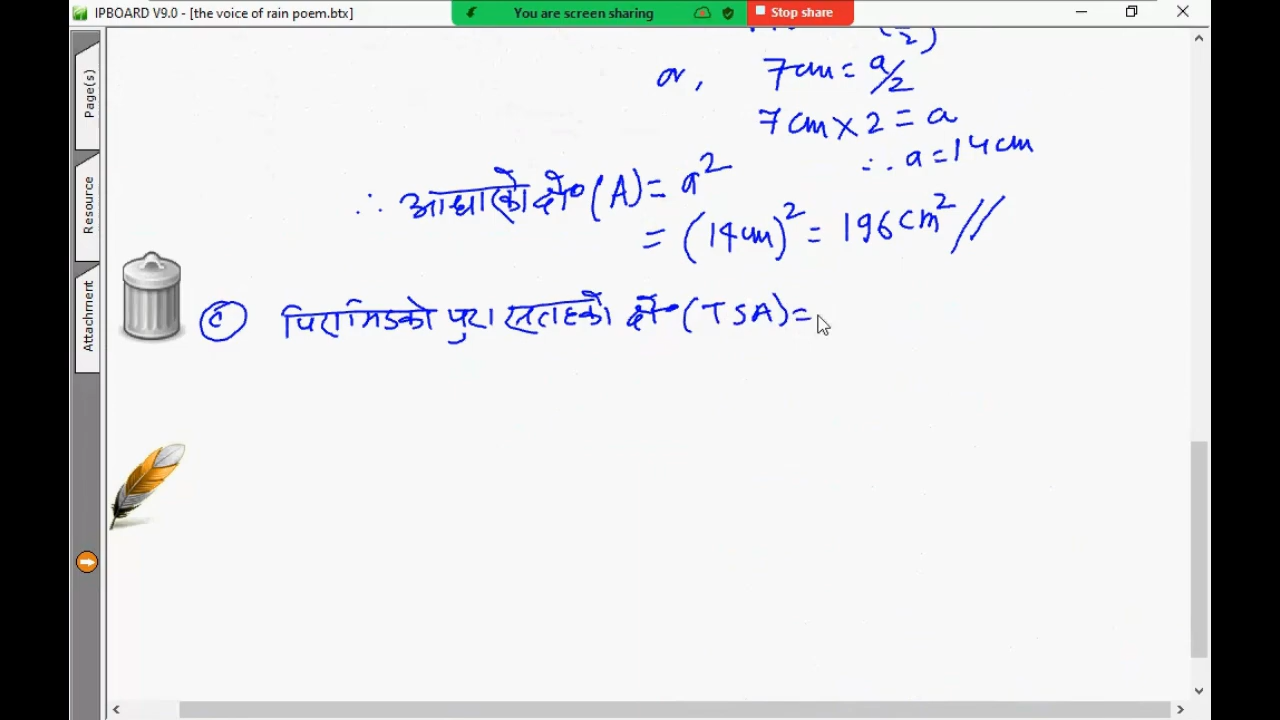 IPBOARD V9.0 - [the voice of rain poem.btx]
You are screen sharing
Stop share
Page(s)
Resource
Attachment
or, 7cm = a/2
7cm x 2 = a
∴ a = 14cm
∴ आधारको क्षे० (A) = a²
= (14cm)² = 196cm² //
पिरामिडको पुरा सतहको क्षे० (TSA) =